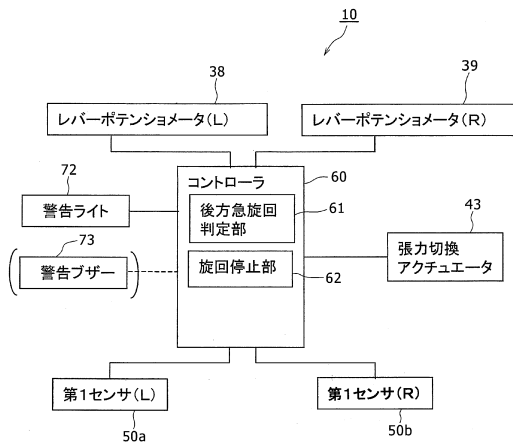 10
38
39
レバーポテンショメータ(L)
レバーポテンショメータ(R)
72
コントローラ
60
警告ライト
後方急旋回
判定部
61
43
73
張力切換
アクチュエータ
(警告ブザー)
旋回停止部
62
第1センサ(L)
第1センサ(R)
50a
50b